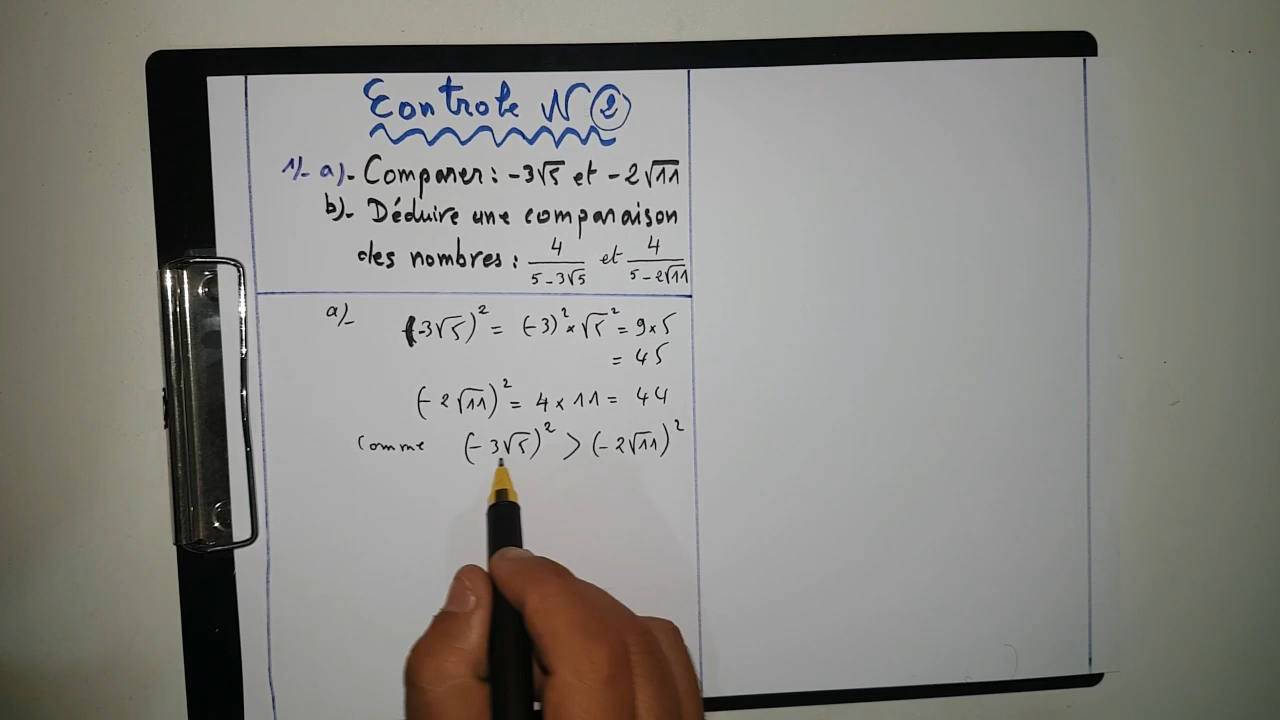 Controle N ②
1)- a)- Comparer : -3√5 et -2√11
b)- Déduire une comparaison
des nombres : 4/(5-3√5) et 4/(5-2√11)
a)- (-3√5)² = (-3)² × √5² = 9 × 5
= 45
(-2√11)² = 4 × 11 = 44
Comme (-3√5)² > (-2√11)²